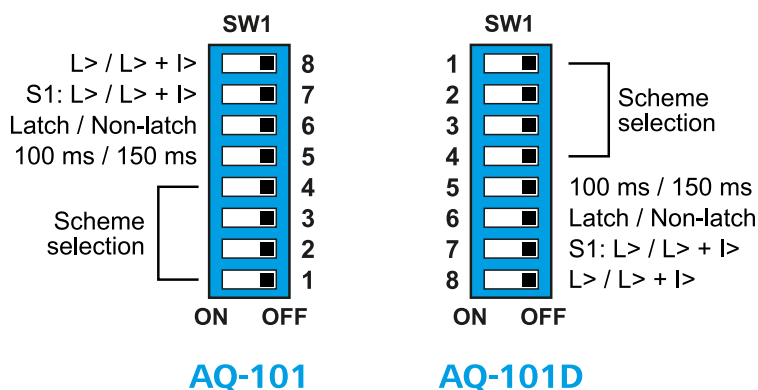 SW1
L> / L> + I> 8
S1: L> / L> + I> 7
Latch / Non-latch 6
100 ms / 150 ms 5
4
Scheme
selection
3
2
1
ON OFF
AQ-101
SW1
1
2
3
4
Scheme
selection
5 100 ms / 150 ms
6 Latch / Non-latch
7 S1: L> / L> + I>
8 L> / L> + I>
ON OFF
AQ-101D